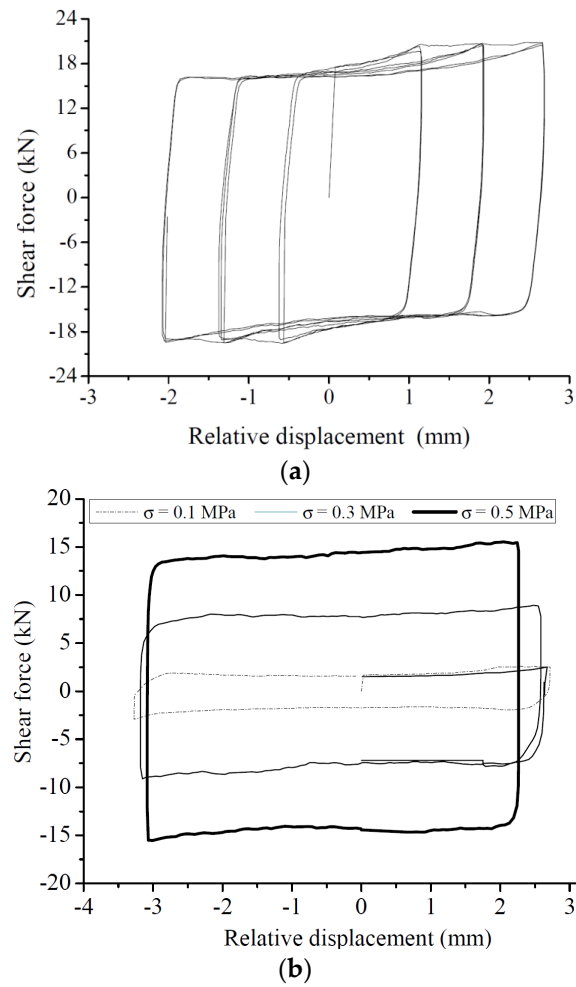 24
18
12
6
0
-6
-12
-18
-24
Shear force (kN)
-3 -2 -1 0 1 2 3
Relative displacement (mm)
(a)
σ = 0.1 MPa σ = 0.3 MPa σ = 0.5 MPa
20
15
10
5
0
-5
-10
-15
-20
Shear force (kN)
-4 -3 -2 -1 0 1 2 3 4
Relative displacement (mm)
(b)